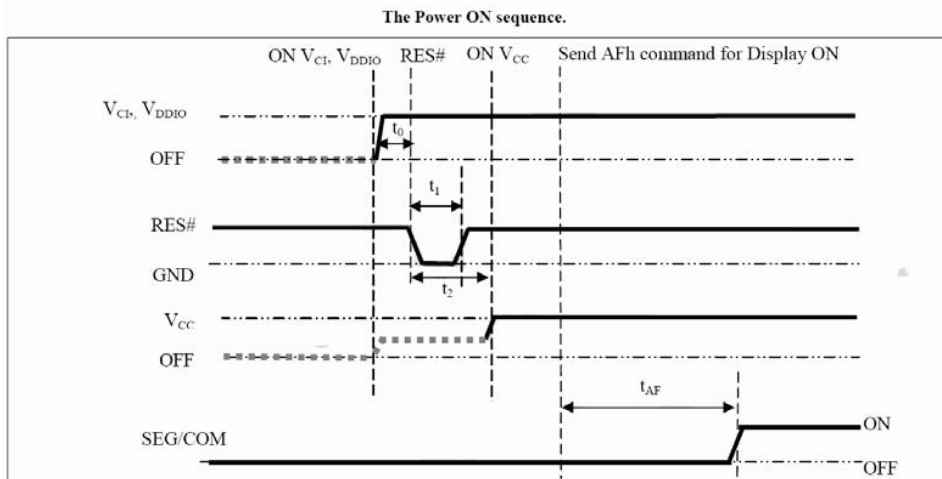 The Power ON sequence.
ON VCI, VDDIO RES# ON VCC Send AFh command for Display ON
VCI, VDDIO
t0
OFF
t1
RES#
GND
t2
VCC
OFF
tAF
ON
SEG/COM
OFF